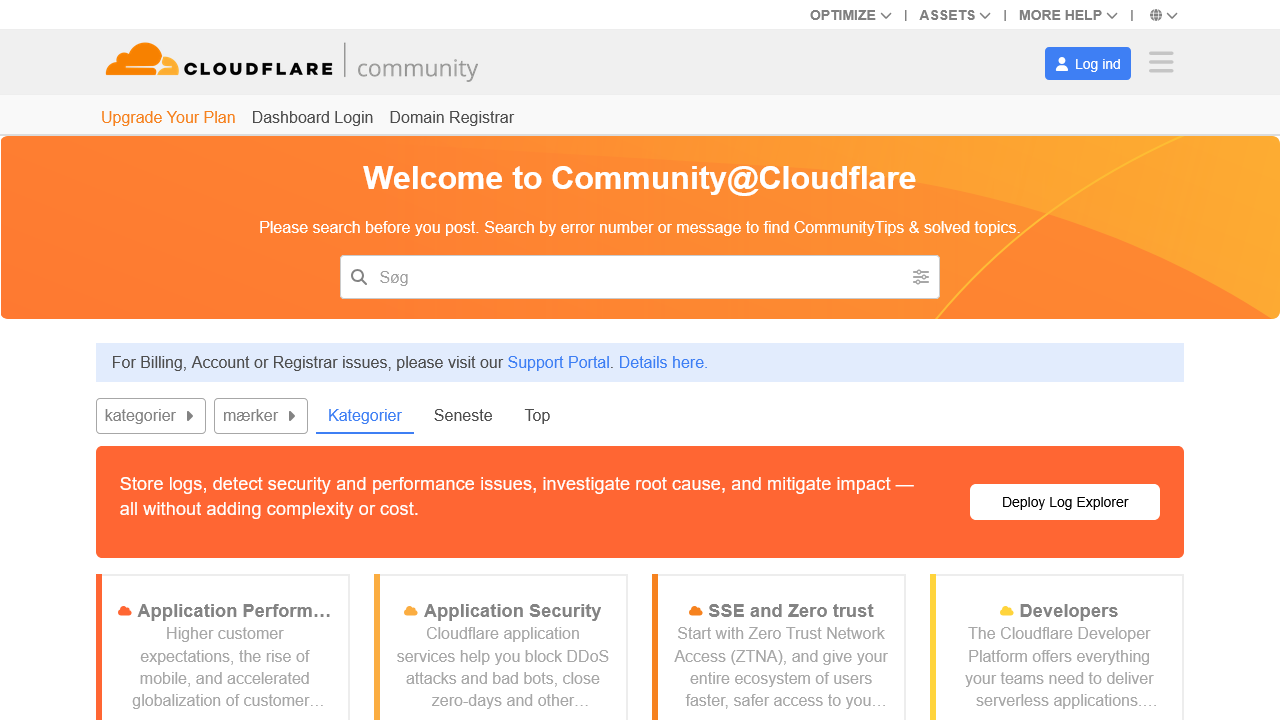 OPTIMIZE | ASSETS | MORE HELP |
CLOUDFLARE community
Log ind
Upgrade Your Plan Dashboard Login Domain Registrar
Welcome to Community@Cloudflare
Please search before you post. Search by error number or message to find CommunityTips & solved topics.
Søg
For Billing, Account or Registrar issues, please visit our Support Portal. Details here.
kategorier mærker Kategorier Seneste Top
Store logs, detect security and performance issues, investigate root cause, and mitigate impact —
all without adding complexity or cost.
Deploy Log Explorer
Application Perform…
Higher customer
expectations, the rise of
mobile, and accelerated
globalization of customer…
Application Security
Cloudflare application
services help you block DDoS
attacks and bad bots, close
zero-days and other…
SSE and Zero trust
Start with Zero Trust Network
Access (ZTNA), and give your
entire ecosystem of users
faster, safer access to you…
Developers
The Cloudflare Developer
Platform offers everything
your teams need to deliver
serverless applications.…